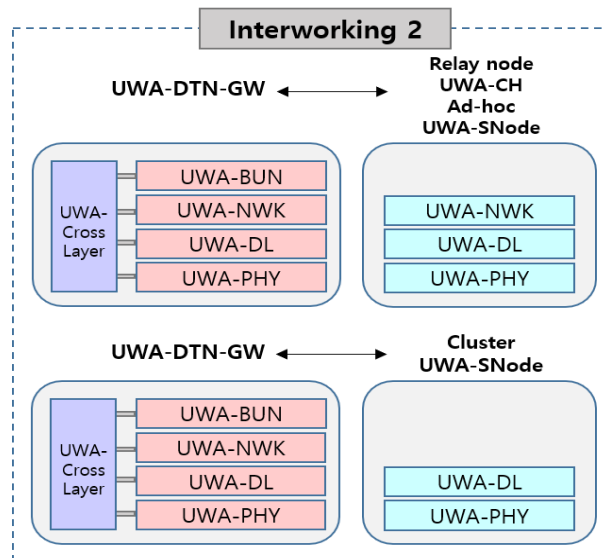 Interworking 2
UWA-DTN-GW
Relay node
UWA-CH
Ad-hoc
UWA-SNode
UWA-
Cross
Layer
UWA-BUN
UWA-NWK
UWA-DL
UWA-PHY
UWA-NWK
UWA-DL
UWA-PHY
UWA-DTN-GW
Cluster
UWA-SNode
UWA-
Cross
Layer
UWA-BUN
UWA-NWK
UWA-DL
UWA-PHY
UWA-DL
UWA-PHY